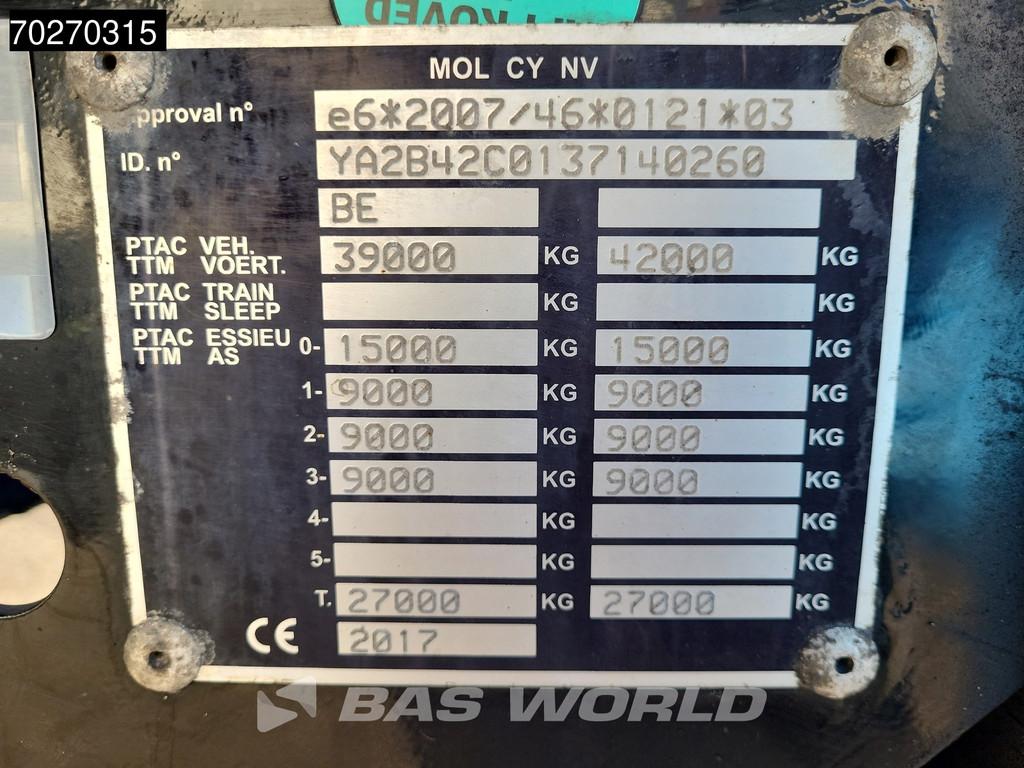 70270315
APPROVED
MOL CY NV
Approval n° e6*2007/46*0121*03
ID. n° YA2B42C0137140260
BE
PTAC VEH.
TTM VOERT. 39000 KG 42000 KG
PTAC TRAIN
TTM SLEEP KG KG
PTAC ESSIEU
TTM AS 0- 15000 KG 15000 KG
1- 9000 KG 9000 KG
2- 9000 KG 9000 KG
3- 9000 KG 9000 KG
4- KG KG
5- KG KG
T. 27000 KG 27000 KG
CE 2017
BAS WORLD